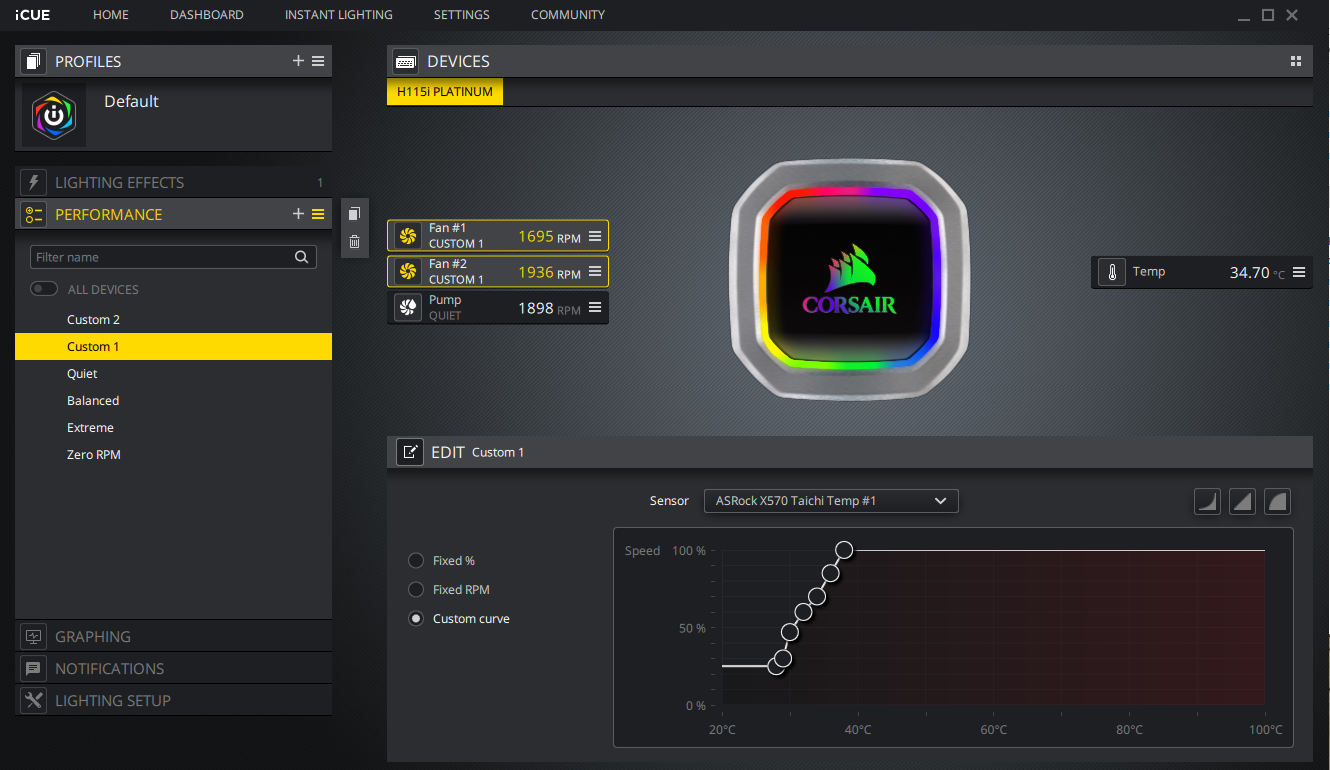 iCUE HOME DASHBOARD INSTANT LIGHTING SETTINGS COMMUNITY
PROFILES
Default
LIGHTING EFFECTS 1
PERFORMANCE
Filter name
ALL DEVICES
Custom 2
Custom 1
Quiet
Balanced
Extreme
Zero RPM
GRAPHING
NOTIFICATIONS
LIGHTING SETUP
DEVICES
H115i PLATINUM
Fan #1
CUSTOM 1 1695 RPM
Fan #2
CUSTOM 1 1936 RPM
Pump
QUIET 1898 RPM
CORSAIR
Temp 34.70 °C
EDIT Custom 1
Sensor ASRock X570 Taichi Temp #1
Fixed %
Fixed RPM
Custom curve
Speed 100 %
50 %
0 %
20°C 40°C 60°C 80°C 100°C